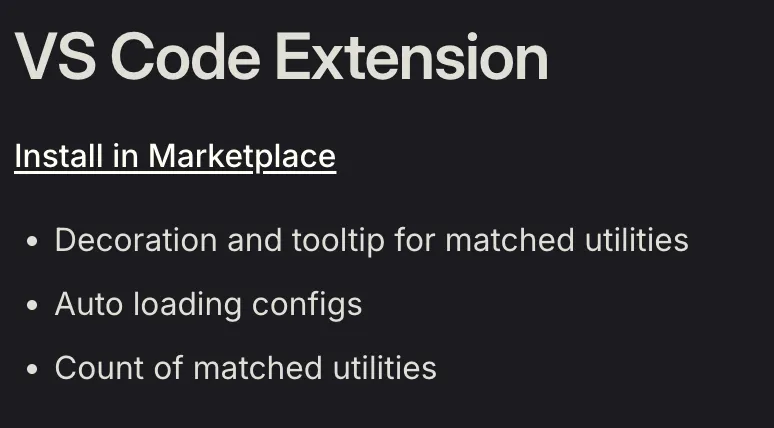 VS Code Extension
Install in Marketplace
• Decoration and tooltip for matched utilities
• Auto loading configs
• Count of matched utilities